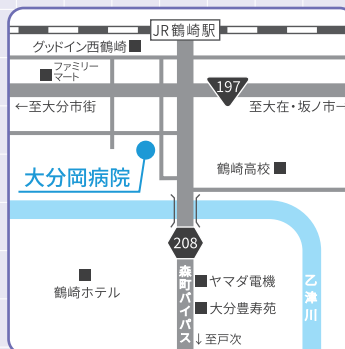 JR鶴崎駅
グッドイン西鶴崎
ファミリー
マート
197
←至大分市街
至大在・坂ノ市→
大分岡病院
鶴崎高校
208
鶴崎ホテル
森町バイパス
ヤマダ電機
大分豊寿苑
↓至戸次
乙津川